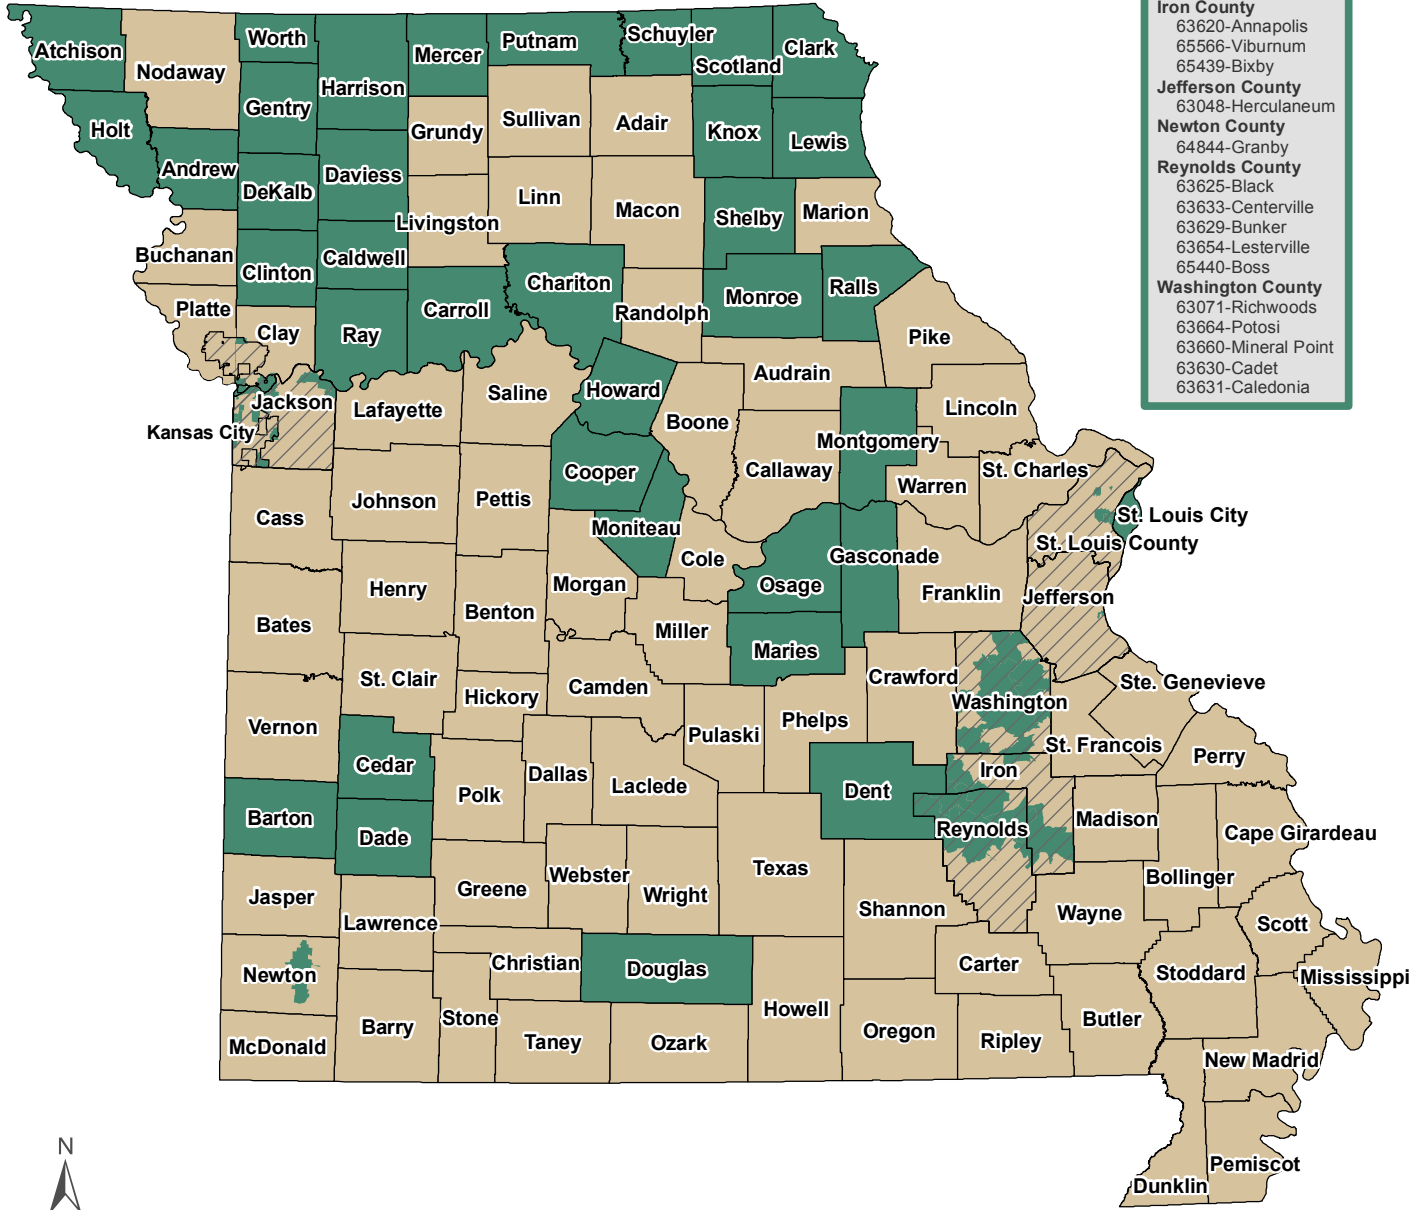 Iron County
63620-Annapolis
65566-Viburnum
65439-Bixby
Jefferson County
63048-Herculaneum
Newton County
64844-Granby
Reynolds County
63625-Black
63633-Centerville
63629-Bunker
63654-Lesterville
65440-Boss
Washington County
63071-Richwoods
63664-Potosi
63660-Mineral Point
63630-Cadet
63631-Caledonia
Atchison
Nodaway
Worth
Harrison
Mercer
Putnam
Schuyler
Scotland
Clark
Holt
Andrew
Gentry
DeKalb
Daviess
Grundy
Sullivan
Adair
Knox
Lewis
Buchanan
Clinton
Caldwell
Livingston
Linn
Macon
Shelby
Marion
Platte
Clay
Ray
Carroll
Chariton
Randolph
Monroe
Ralls
Pike
Jackson
Kansas City
Lafayette
Saline
Howard
Boone
Audrain
Callaway
Montgomery
Lincoln
Warren
St. Charles
St. Louis City
St. Louis County
Cass
Johnson
Pettis
Cooper
Moniteau
Cole
Osage
Gasconade
Franklin
Jefferson
Bates
Henry
Benton
Morgan
Miller
Maries
Crawford
Washington
Ste. Genevieve
St. Francois
Perry
Vernon
St. Clair
Hickory
Camden
Pulaski
Phelps
Iron
Barton
Cedar
Dade
Polk
Dallas
Laclede
Dent
Reynolds
Madison
Cape Girardeau
Bollinger
Jasper
Lawrence
Greene
Webster
Wright
Texas
Shannon
Wayne
Scott
Newton
Christian
Douglas
Howell
Carter
Stoddard
Mississippi
McDonald
Barry
Stone
Taney
Ozark
Oregon
Ripley
Butler
New Madrid
Pemiscot
Dunklin
N